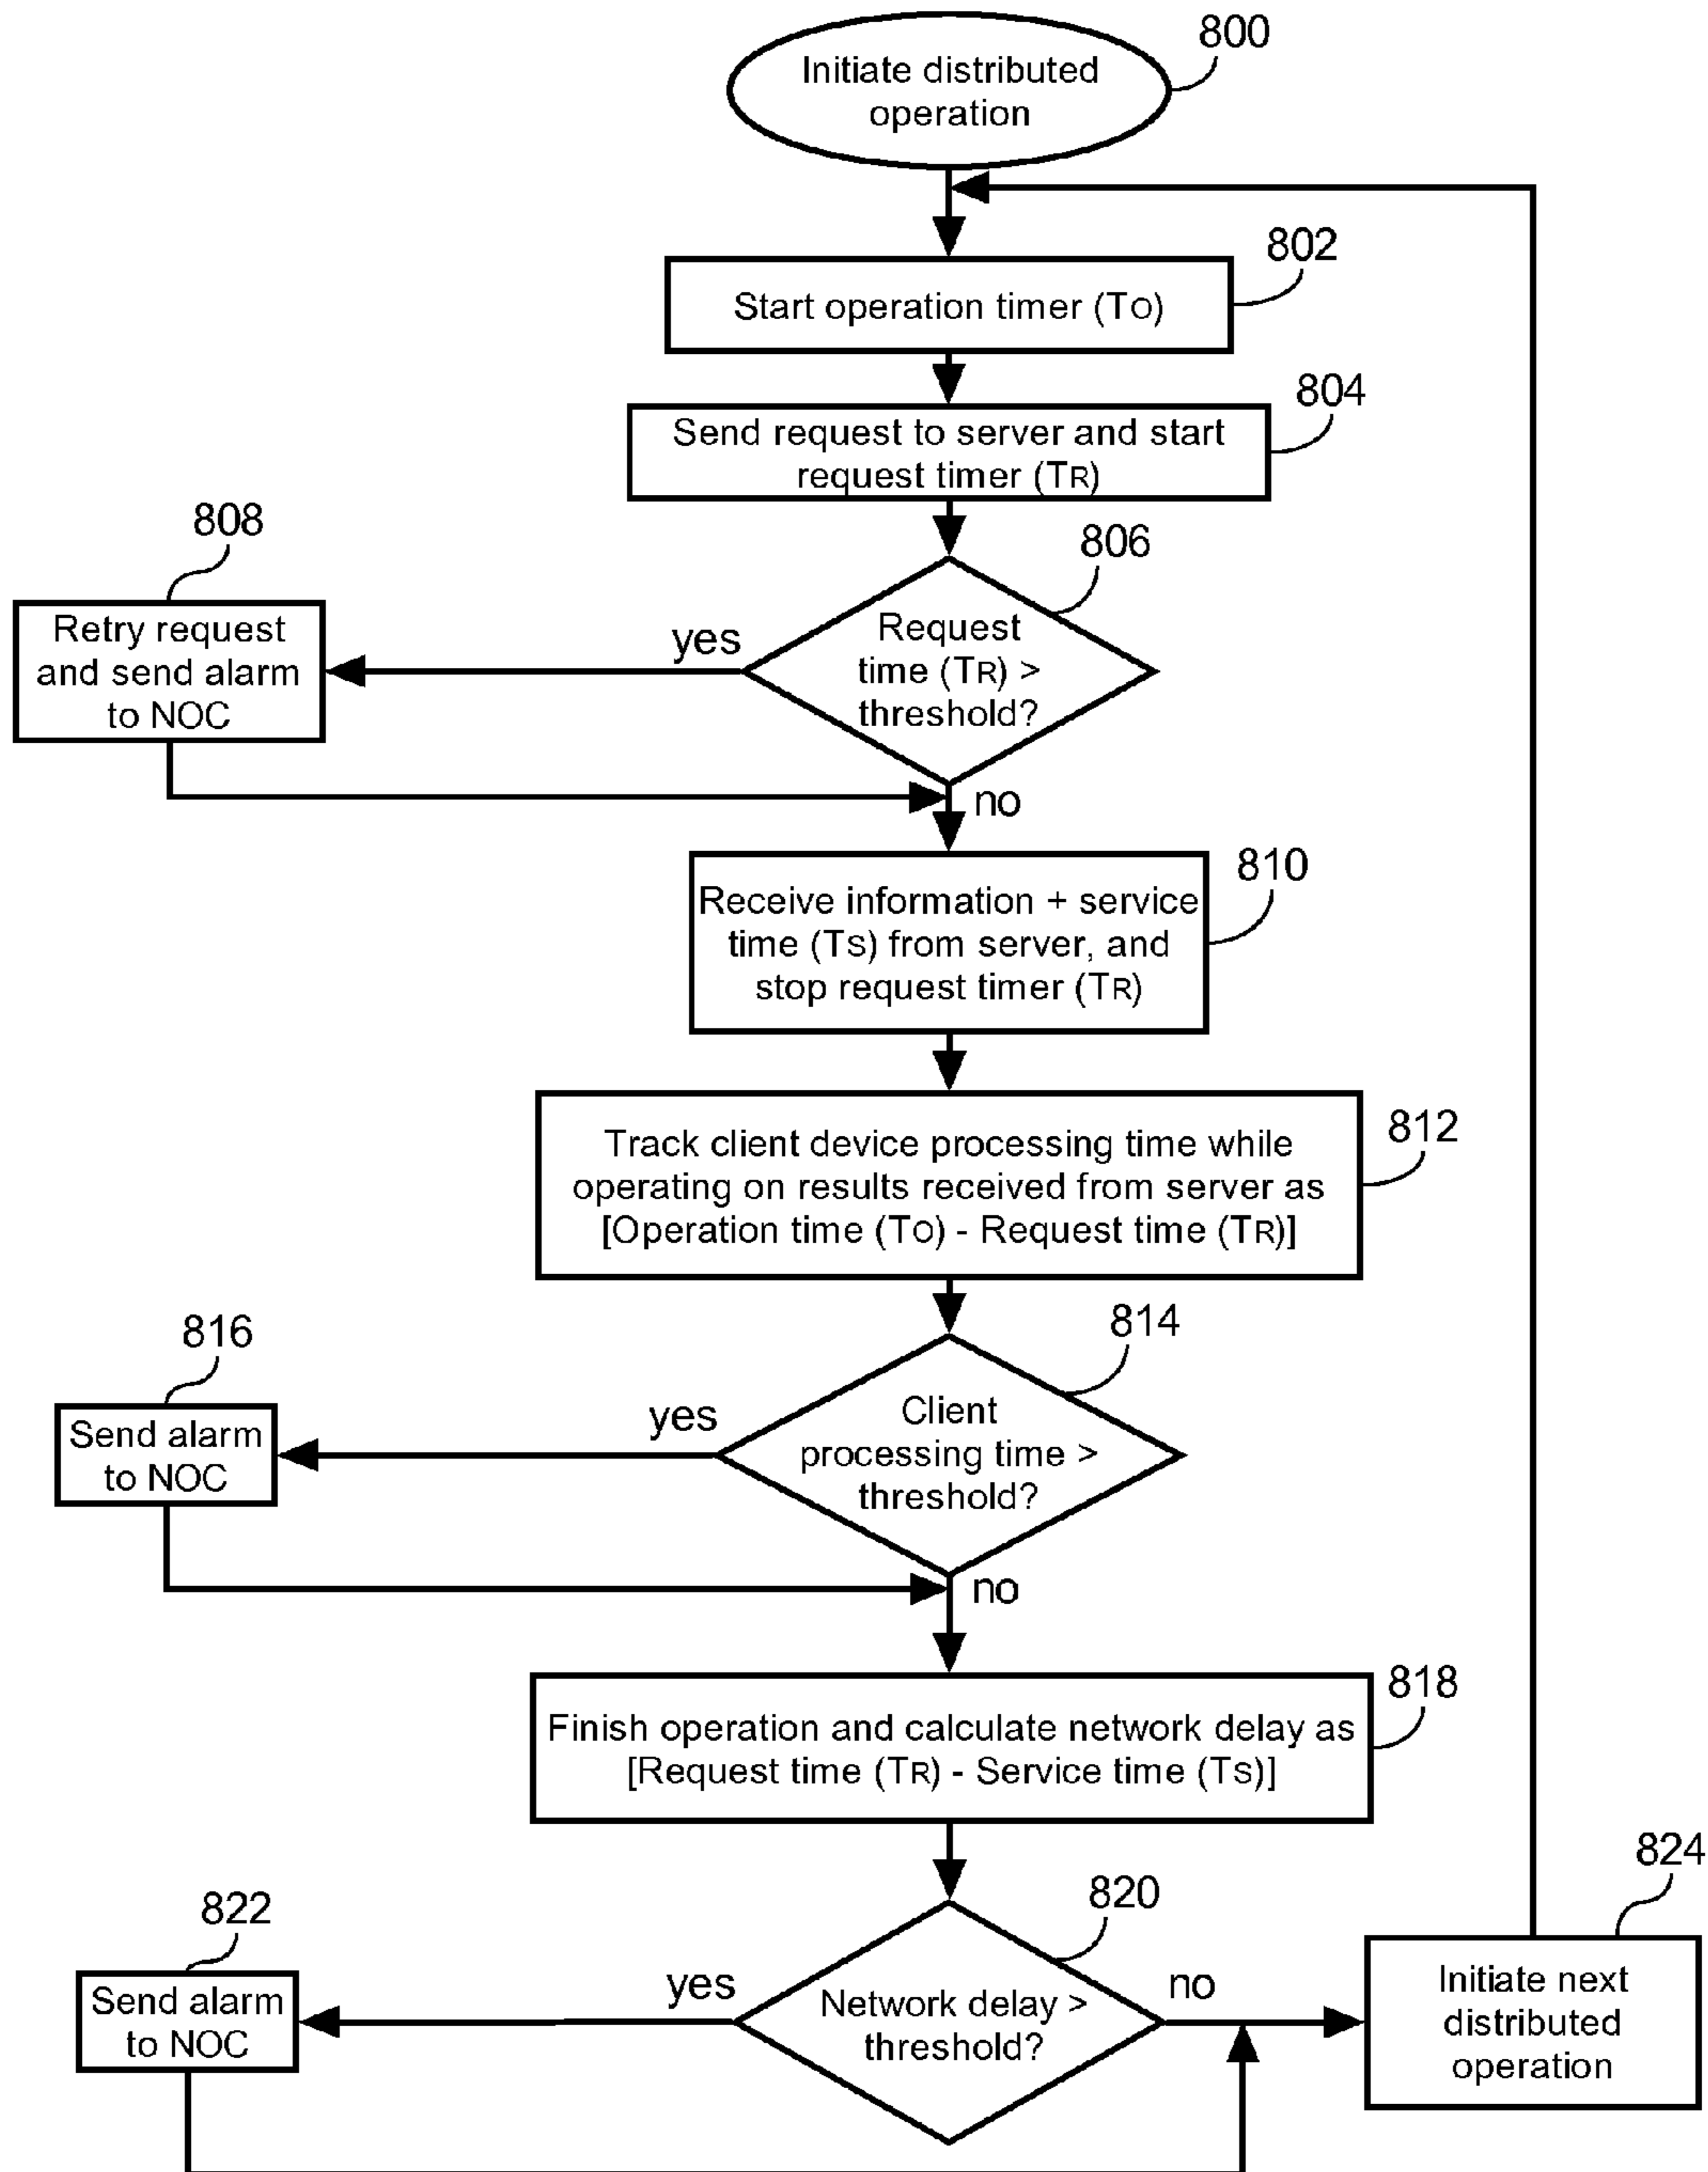 800
Initiate distributed
operation
802
Start operation timer (TO)
804
Send request to server and start
request timer (TR)
806
808
Request
time (TR) >
threshold?
yes
Retry request
and send alarm
to NOC
no
810
Receive information + service
time (TS) from server, and
stop request timer (TR)
812
Track client device processing time while
operating on results received from server as
[Operation time (TO) - Request time (TR)]
814
816
Client
processing time >
threshold?
yes
Send alarm
to NOC
no
818
Finish operation and calculate network delay as
[Request time (TR) - Service time (TS)]
820
822
824
Network delay >
threshold?
yes
Send alarm
to NOC
no
Initiate next
distributed
operation